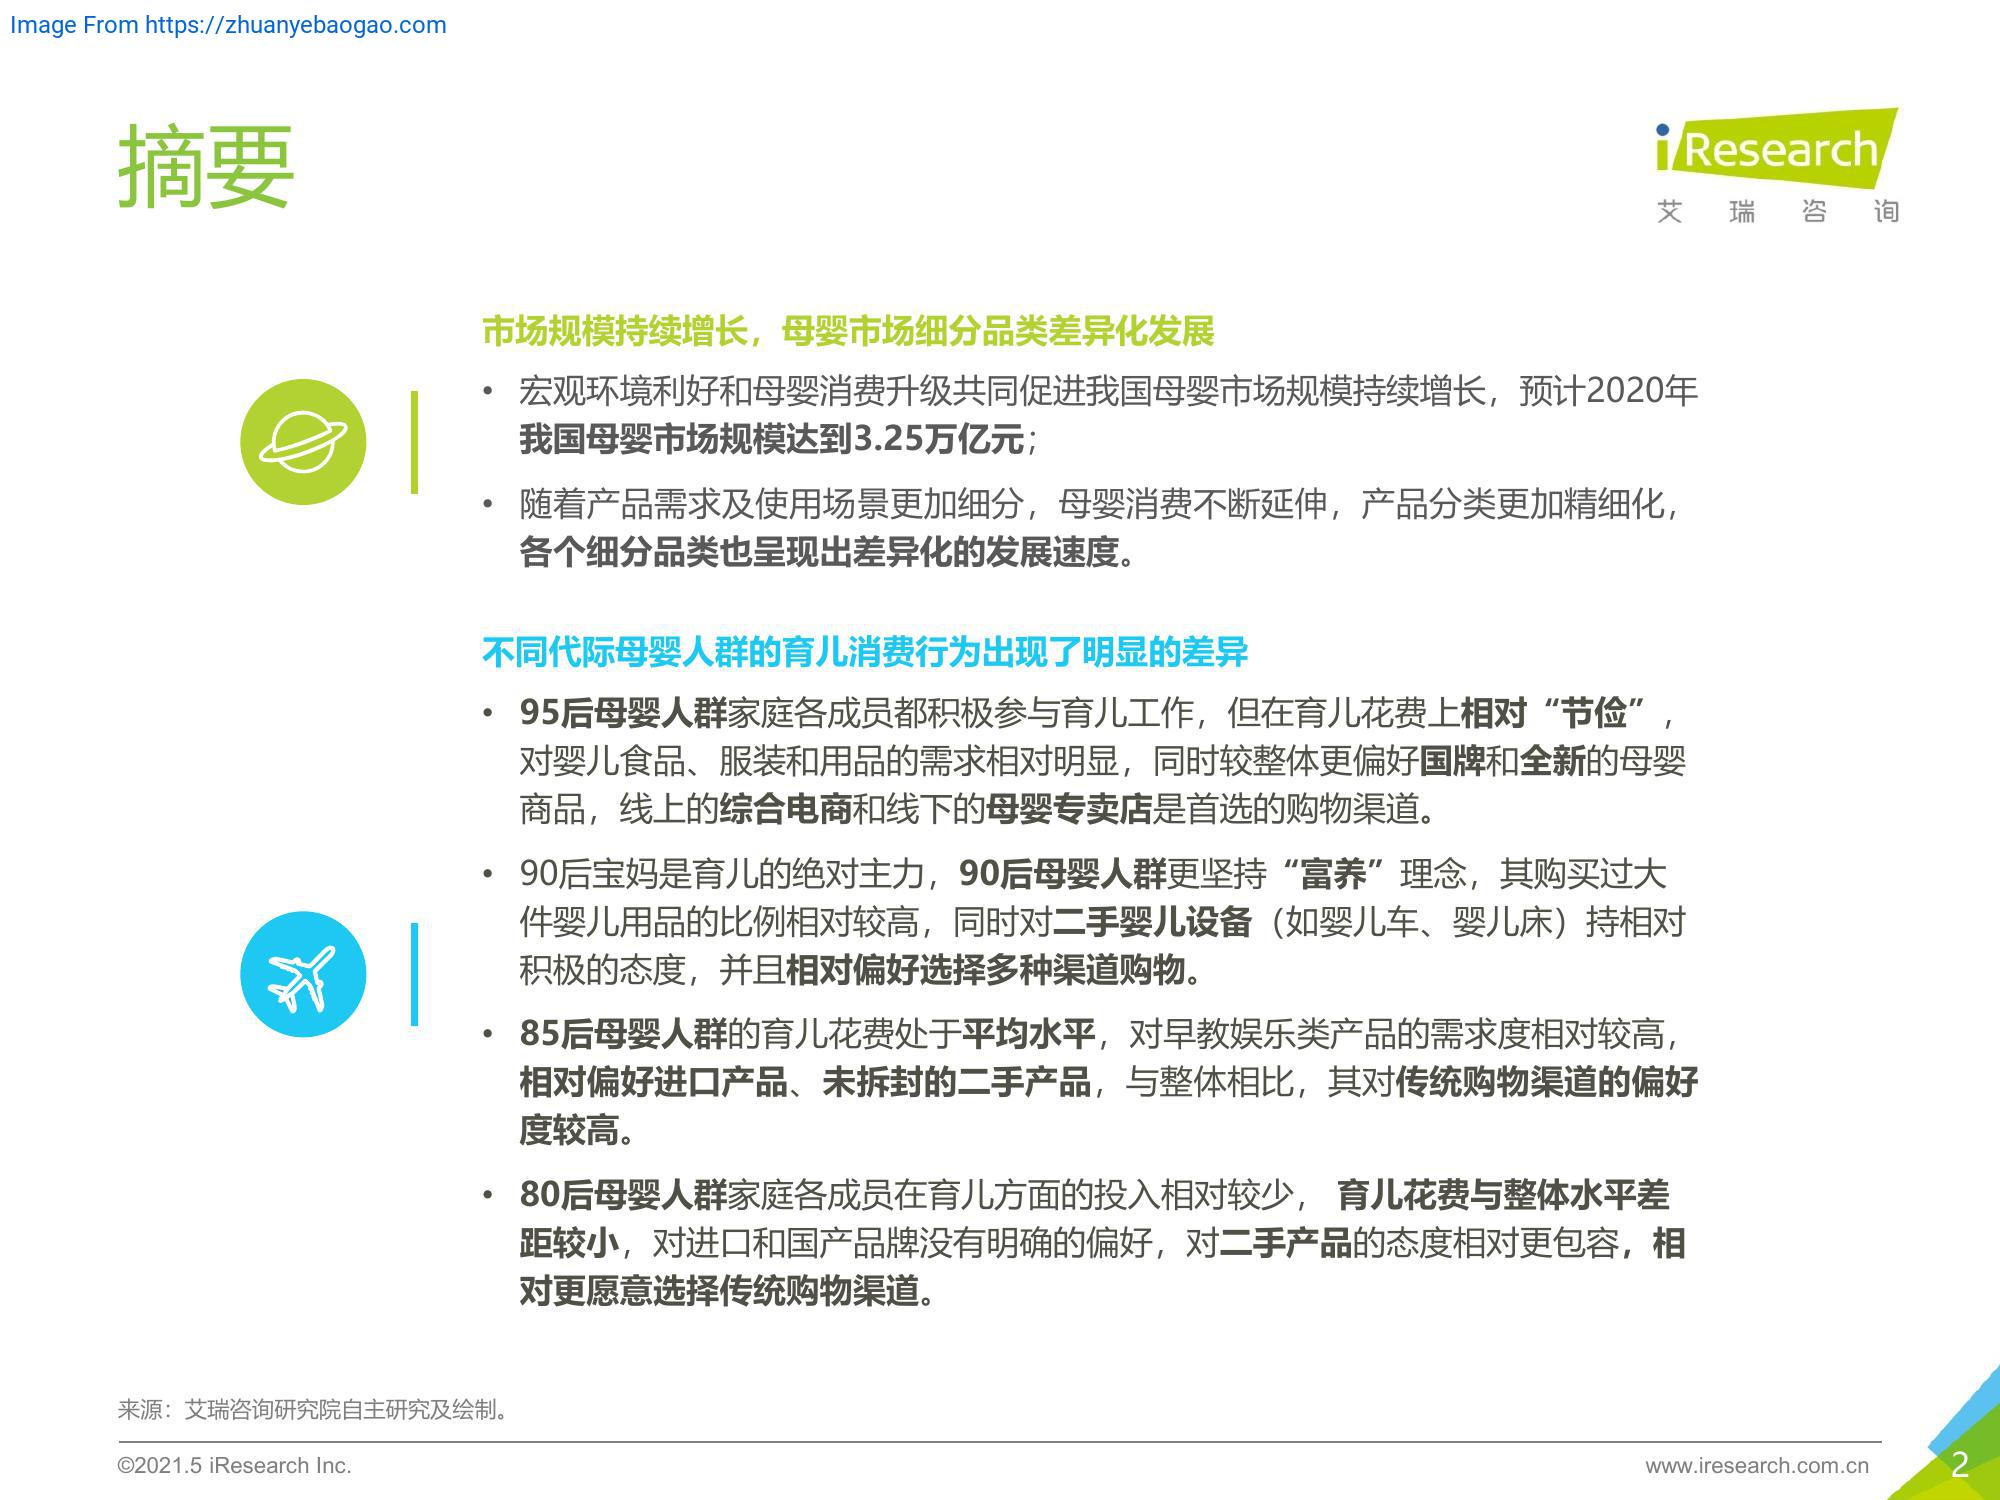 Image From https://zhuanyebaogao.com
摘要
iResearch
艾瑞咨询
市场规模持续增长，母婴市场细分品类差异化发展
• 宏观环境利好和母婴消费升级共同促进我国母婴市场规模持续增长，预计2020年
我国母婴市场规模达到3.25万亿元；
• 随着产品需求及使用场景更加细分，母婴消费不断延伸，产品分类更加精细化，
各个细分品类也呈现出差异化的发展速度。
不同代际母婴人群的育儿消费行为出现了明显的差异
• 95后母婴人群家庭各成员都积极参与育儿工作，但在育儿花费上相对“节俭”，
对婴儿食品、服装和用品的需求相对明显，同时较整体更偏好国牌和全新的母婴
商品，线上的综合电商和线下的母婴专卖店是首选的购物渠道。
• 90后宝妈是育儿的绝对主力，90后母婴人群更坚持“富养”理念，其购买过大
件婴儿用品的比例相对较高，同时对二手婴儿设备（如婴儿车、婴儿床）持相对
积极的态度，并且相对偏好选择多种渠道购物。
• 85后母婴人群的育儿花费处于平均水平，对早教娱乐类产品的需求度相对较高，
相对偏好进口产品、未拆封的二手产品，与整体相比，其对传统购物渠道的偏好
度较高。
• 80后母婴人群家庭各成员在育儿方面的投入相对较少， 育儿花费与整体水平差
距较小，对进口和国产品牌没有明确的偏好，对二手产品的态度相对更包容，相
对更愿意选择传统购物渠道。
来源：艾瑞咨询研究院自主研究及绘制。
©2021.5 iResearch Inc.
www.iresearch.com.cn
2